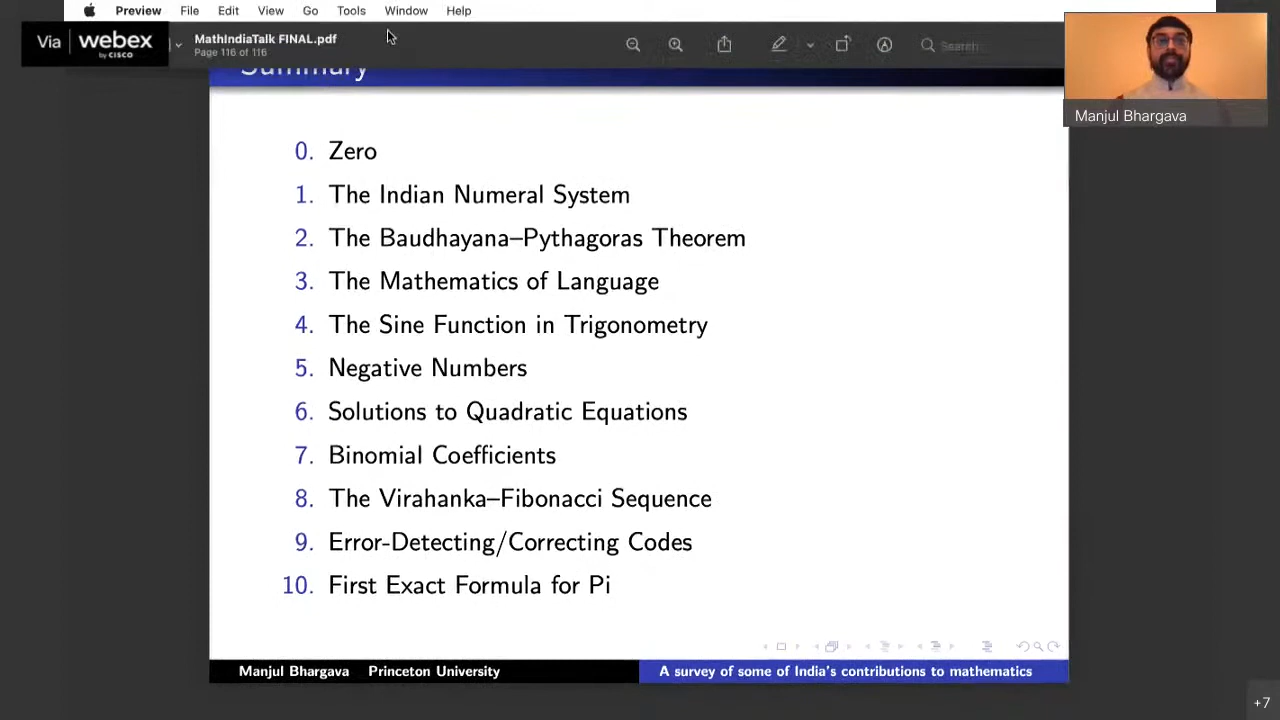 Preview File Edit View Go Tools Window Help
Via webex
by CISCO
MathIndiaTalk FINAL.pdf
Page 116 of 116
Search
Manjul Bhargava
Summary
0. Zero
1. The Indian Numeral System
2. The Baudhayana–Pythagoras Theorem
3. The Mathematics of Language
4. The Sine Function in Trigonometry
5. Negative Numbers
6. Solutions to Quadratic Equations
7. Binomial Coefficients
8. The Virahanka–Fibonacci Sequence
9. Error-Detecting/Correcting Codes
10. First Exact Formula for Pi
Manjul Bhargava Princeton University
A survey of some of India's contributions to mathematics
+7